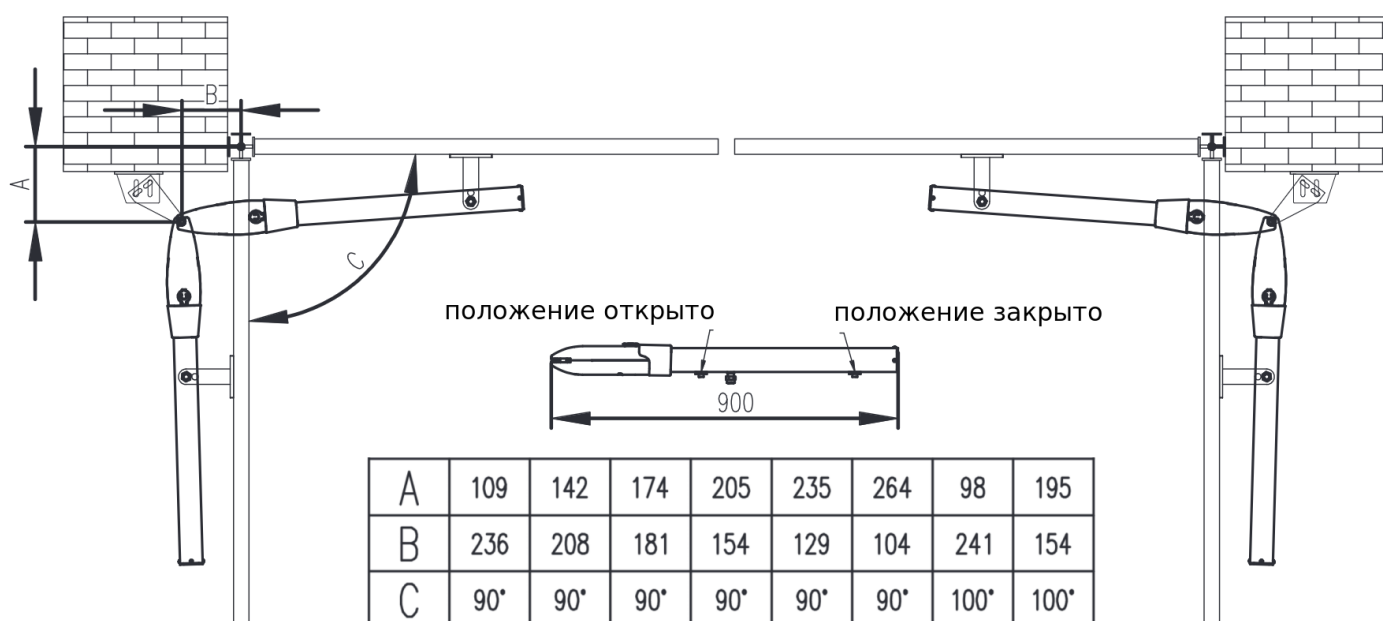 B
A
C
положение открыто
положение закрыто
900
A 109 142 174 205 235 264 98 195
B 236 208 181 154 129 104 241 154
C 90° 90° 90° 90° 90° 90° 100° 100°